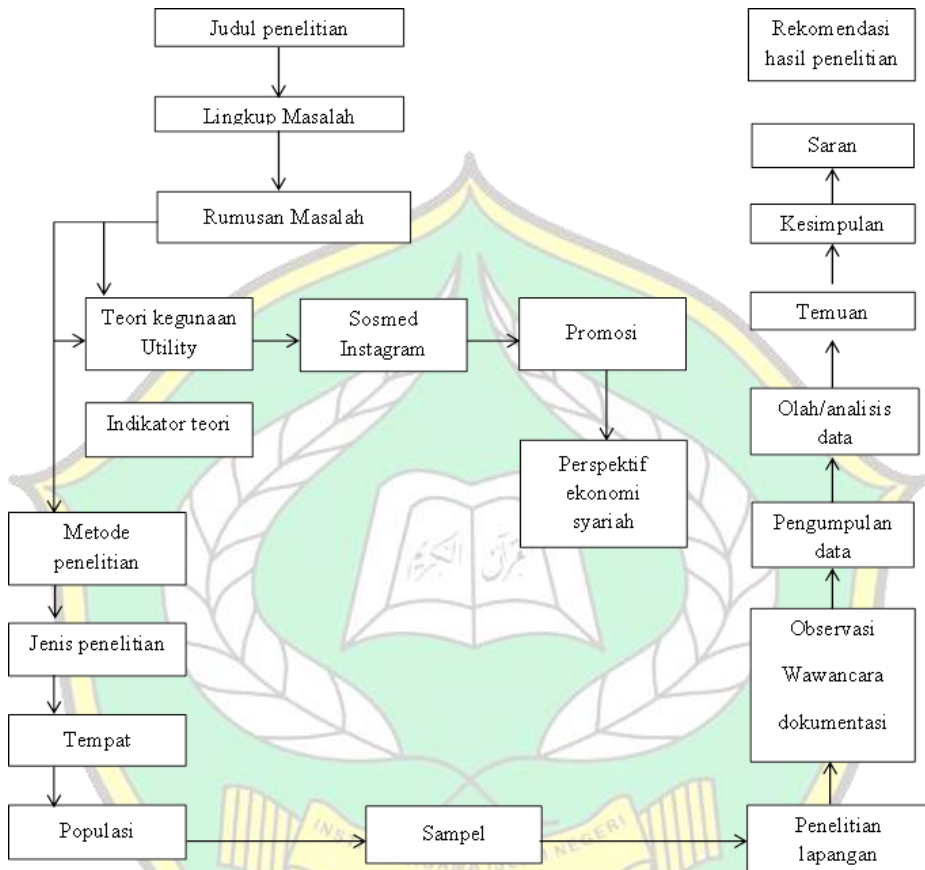 Judul penelitian
Lingkup Masalah
Rumusan Masalah
Teori kegunaan
Utility
Sosmed
Instagram
Promosi
Indikator teori
Perspektif
ekonomi
syariah
Metode
penelitian
Jenis penelitian
Tempat
Populasi
Sampel
Penelitian
lapangan
Observasi
Wawancara
dokumentasi
Pengumpulan
data
Olah/analisis
data
Temuan
Kesimpulan
Saran
Rekomendasi
hasil penelitian
NEGERI